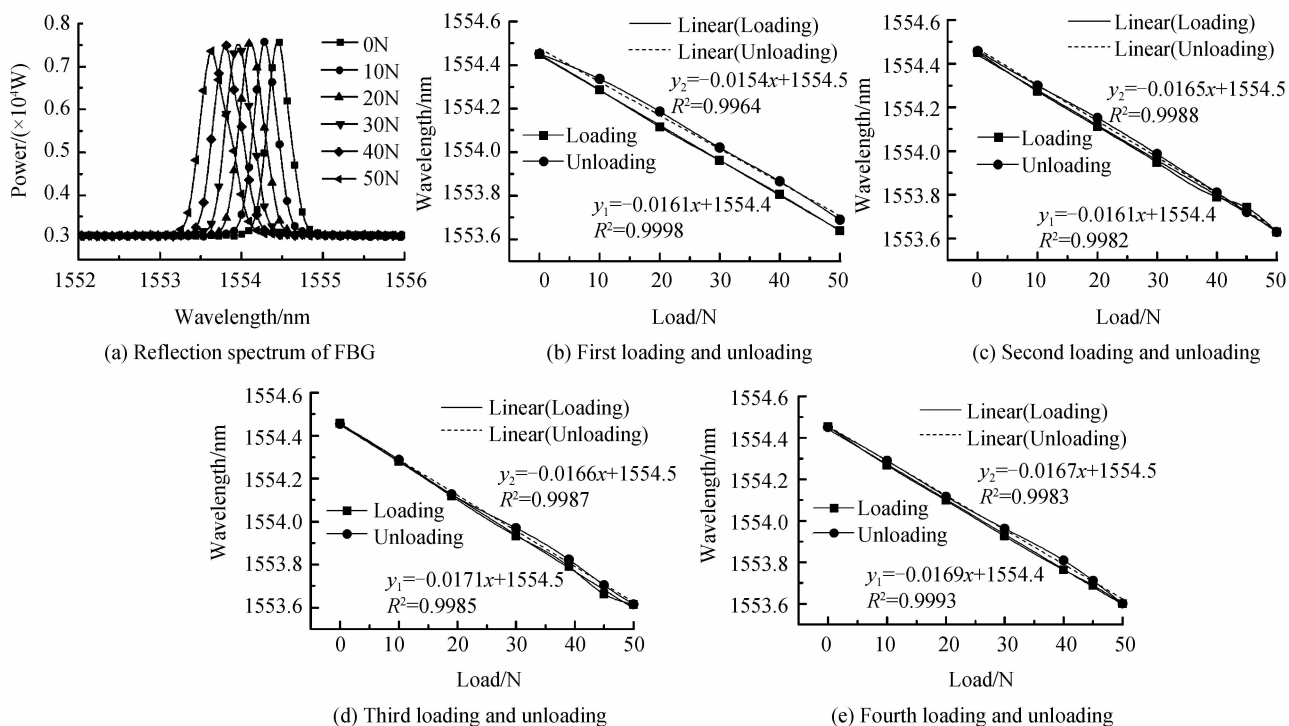 0.8
0.7
0.6
0.5
0.4
0.3
Power/(×10⁴W)
0N
10N
20N
30N
40N
50N
1552 1553 1554 1555 1556
Wavelength/nm
(a) Reflection spectrum of FBG
1554.6
1554.4
1554.2
1554.0
1553.8
1553.6
Wavelength/nm
Linear(Loading)
Linear(Unloading)
y₂=−0.0154x+1554.5
R²=0.9964
Loading
Unloading
y₁=−0.0161x+1554.4
R²=0.9998
0 10 20 30 40 50
Load/N
(b) First loading and unloading
1554.6
1554.4
1554.2
1554.0
1553.8
1553.6
Wavelength/nm
Linear(Loading)
Linear(Unloading)
y₂=−0.0165x+1554.5
R²=0.9988
Loading
Unloading
y₁=−0.0161x+1554.4
R²=0.9982
0 10 20 30 40 50
Load/N
(c) Second loading and unloading
1554.6
1554.4
1554.2
1554.0
1553.8
1553.6
Wavelength/nm
Linear(Loading)
Linear(Unloading)
y₂=−0.0166x+1554.5
R²=0.9987
Loading
Unloading
y₁=−0.0171x+1554.5
R²=0.9985
0 10 20 30 40 50
Load/N
(d) Third loading and unloading
1554.6
1554.4
1554.2
1554.0
1553.8
1553.6
Wavelength/nm
Linear(Loading)
Linear(Unloading)
y₂=−0.0167x+1554.5
R²=0.9983
Loading
Unloading
y₁=−0.0169x+1554.4
R²=0.9993
0 10 20 30 40 50
Load/N
(e) Fourth loading and unloading